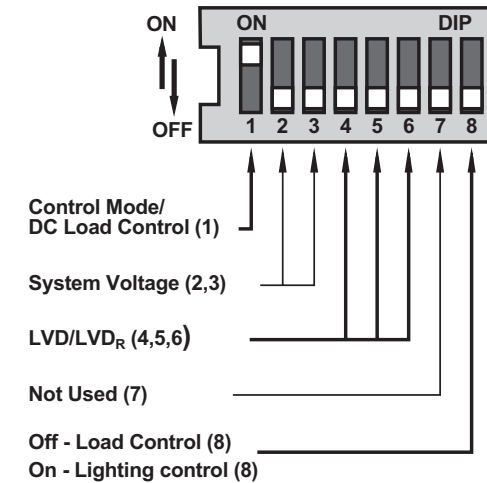 ON
ON DIP
OFF
1 2 3 4 5 6 7 8
Control Mode/
DC Load Control (1)
System Voltage (2,3)
LVD/LVDR (4,5,6)
Not Used (7)
Off - Load Control (8)
On - Lighting control (8)